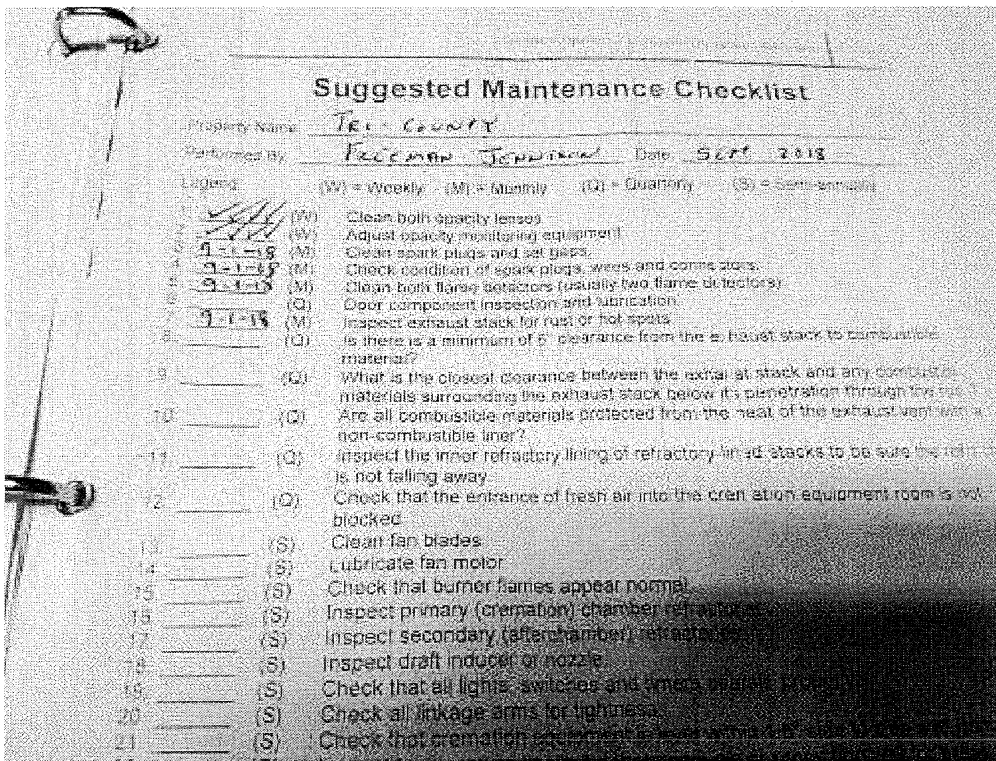 Suggested Maintenance Checklist
Property Name TRI-COUNTY
Performed By FREEMAN Date SEPT 2018
Legend (W) = Weekly (M) = Monthly (Q) = Quarterly (S) = Semi-annually
(W) Clean both opacity lenses
(W) Adjust opacity monitoring equipment
9-1-18 (M) Clean spark plugs and set gaps.
9-1-18 (M) Check condition of spark plugs, wires and connectors.
9-1-18 (M) Clean both flame detectors (usually two flame detectors)
(Q) Door component inspection and lubrication
9-1-18 (M) Inspect exhaust stack for rust or hot spots
8 (Q) Is there is a minimum of 6" clearance from the exhaust stack to combustible
material?
9 (Q) What is the closest clearance between the exhaust stack and any combustible
materials surrounding the exhaust stack below its penetration through the
10 (Q) Are all combustible materials protected from the heat of the exhaust vent with a
non-combustible liner?
11 (Q) Inspect the inner refractory lining of refractory lined stacks to be sure the
is not falling away.
12 (Q) Check that the entrance of fresh air into the cremation equipment room is not
blocked
13 (S) Clean fan blades
14 (S) Lubricate fan motor
15 (S) Check that burner flames appear normal.
16 (S) Inspect primary (cremation) chamber
17 (S) Inspect secondary (afterchamber)
18 (S) Inspect draft inducer or nozzle.
19 (S) Check that all lights, switches and timers
20 (S) Check all linkage arms for tightness.
21 (S) Check that cremation equipment